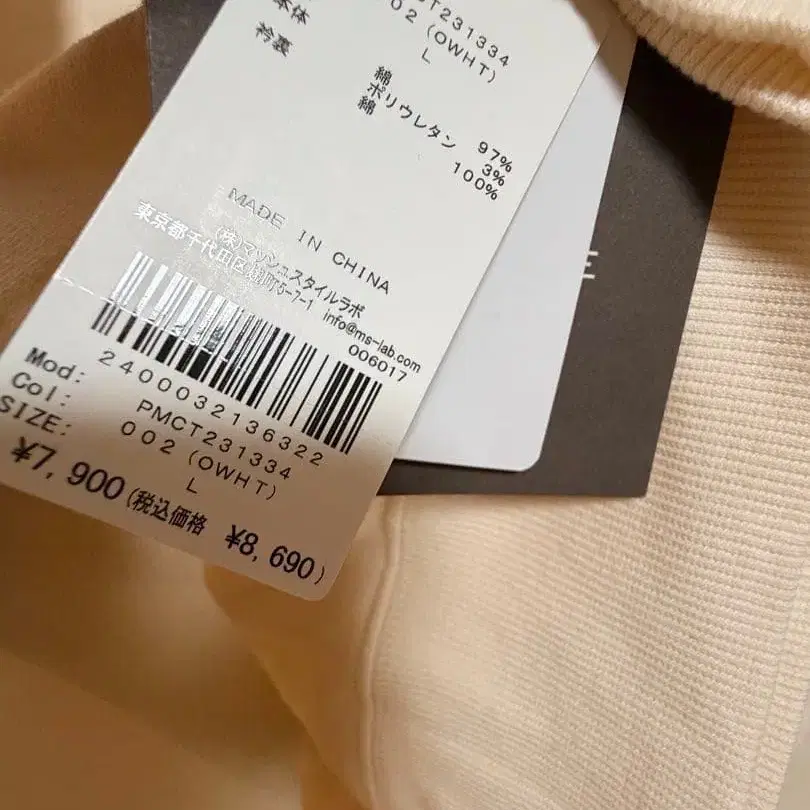 本体
CT231334
002 (OWHT)
L
衿裏
綿 97%
ポリウレタン 3%
綿 100%
MADE IN CHINA
(株)マッシュスタイルラボ
東京都千代田区麹町5-7-1 info@ms-lab.com
006017
2400032136322
Mod: PMCT231334
Col: 002 (OWHT)
SIZE: L
¥7,900 (税込価格 ¥8,690)
E